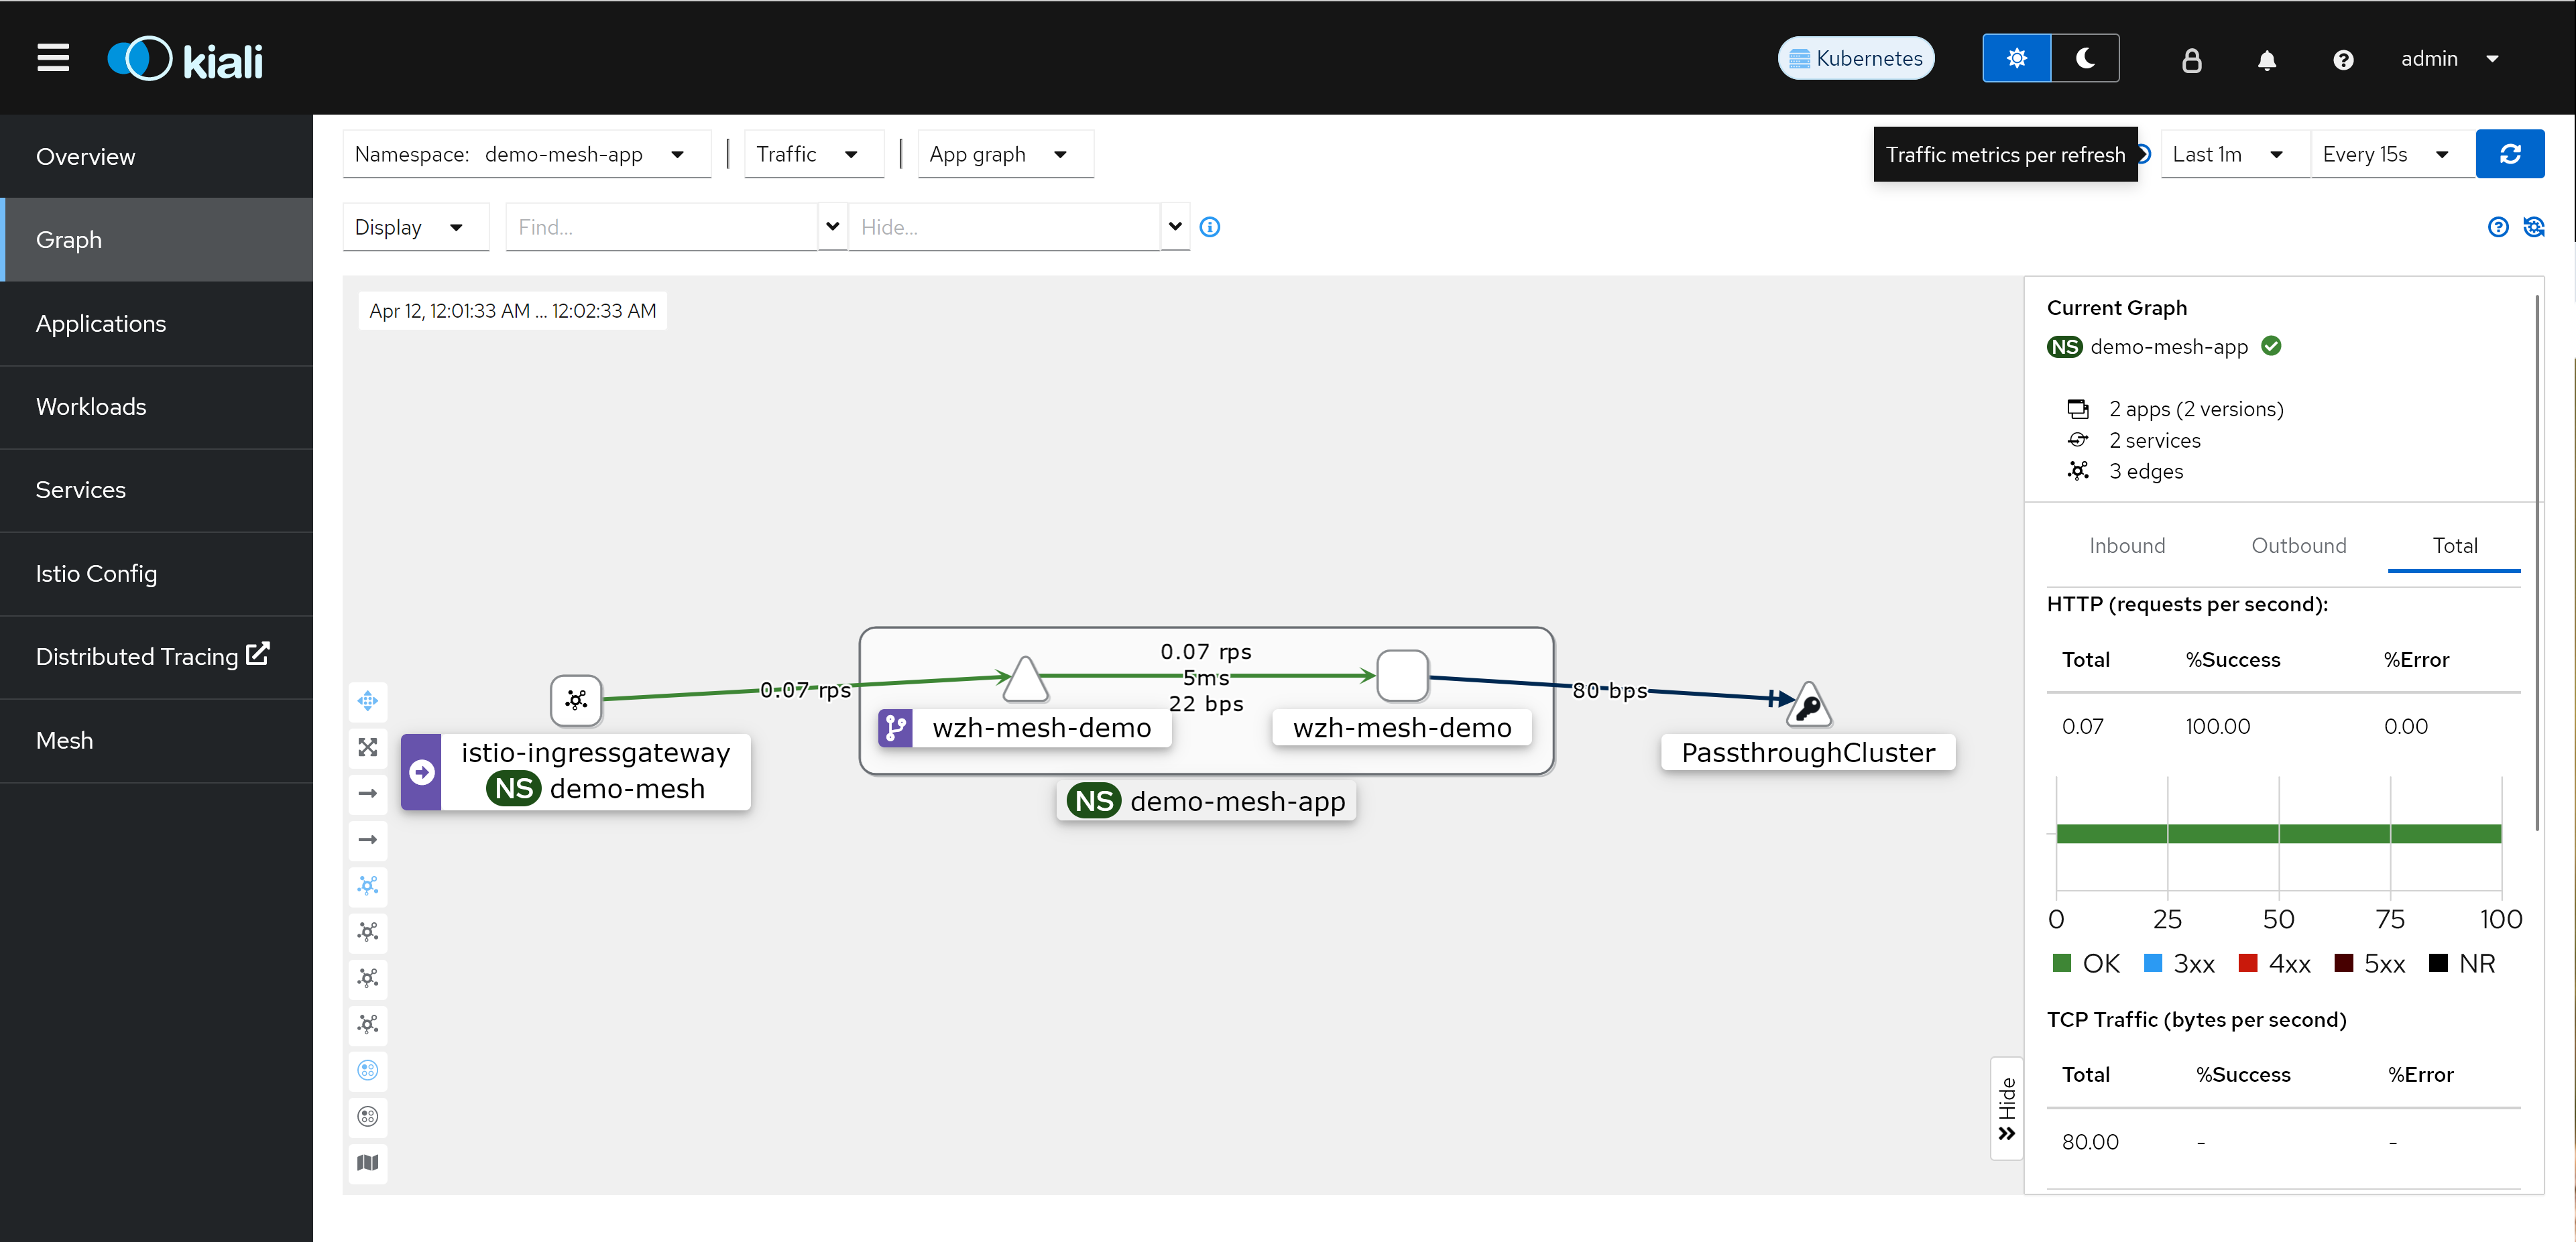 kiali
Kubernetes
admin
Overview
Graph
Applications
Workloads
Services
Istio Config
Distributed Tracing
Mesh
Namespace: demo-mesh-app
Traffic
App graph
Traffic metrics per refresh
Last 1m
Every 15s
Display
Find...
Hide...
Apr 12, 12:01:33 AM ... 12:02:33 AM
0.07 rps
0.07 rps
5ms
22 bps
80 bps
istio-ingressgateway
NS demo-mesh
wzh-mesh-demo
wzh-mesh-demo
NS demo-mesh-app
PassthroughCluster
Hide
Current Graph
NS demo-mesh-app
2 apps (2 versions)
2 services
3 edges
Inbound Outbound Total
HTTP (requests per second):
Total %Success %Error
0.07 100.00 0.00
0 25 50 75 100
OK 3xx 4xx 5xx NR
TCP Traffic (bytes per second)
Total %Success %Error
80.00 - -